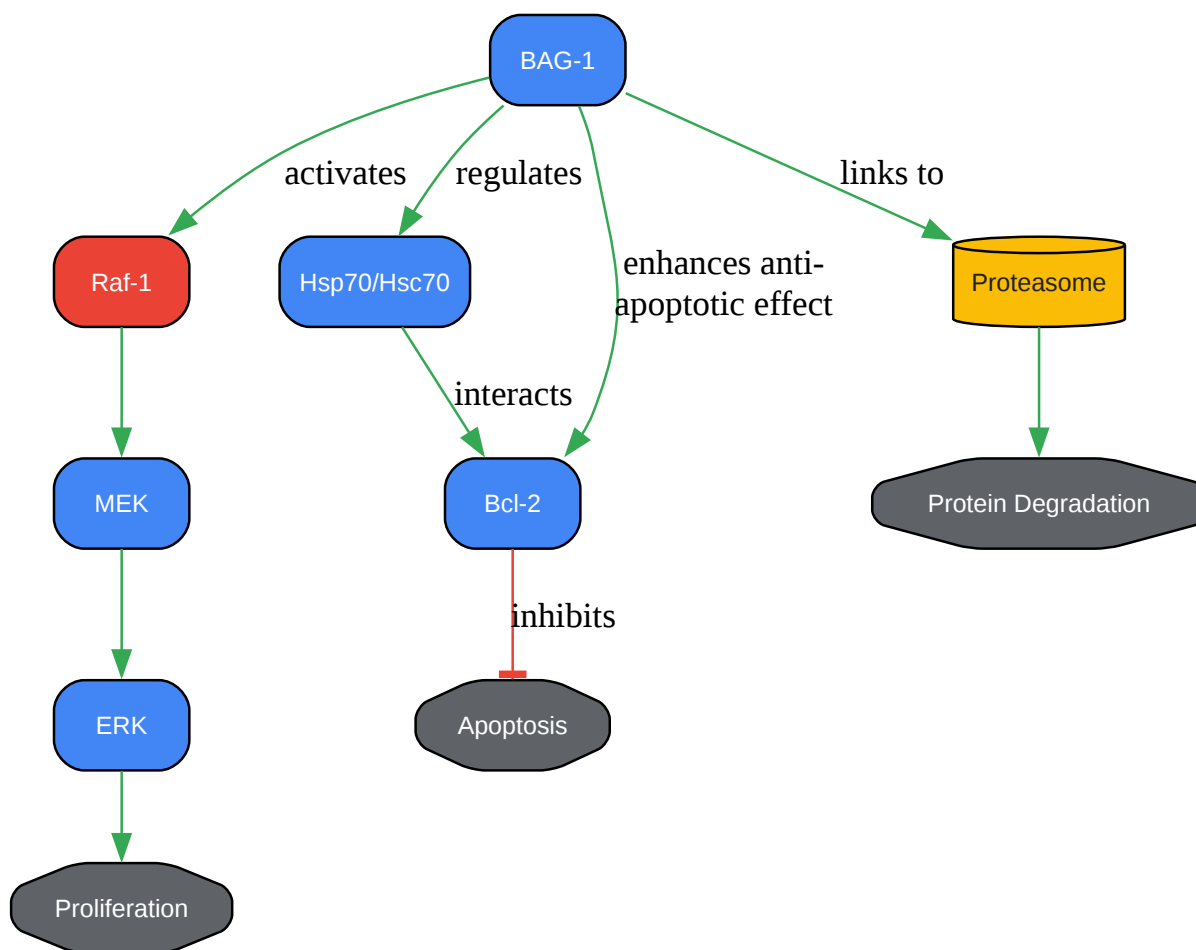 BAG-1
activates
regulates
links to
Raf-1
Hsp70/Hsc70
enhances anti-
apoptotic effect
Proteasome
interacts
MEK
Bcl-2
Protein Degradation
inhibits
ERK
Apoptosis
Proliferation